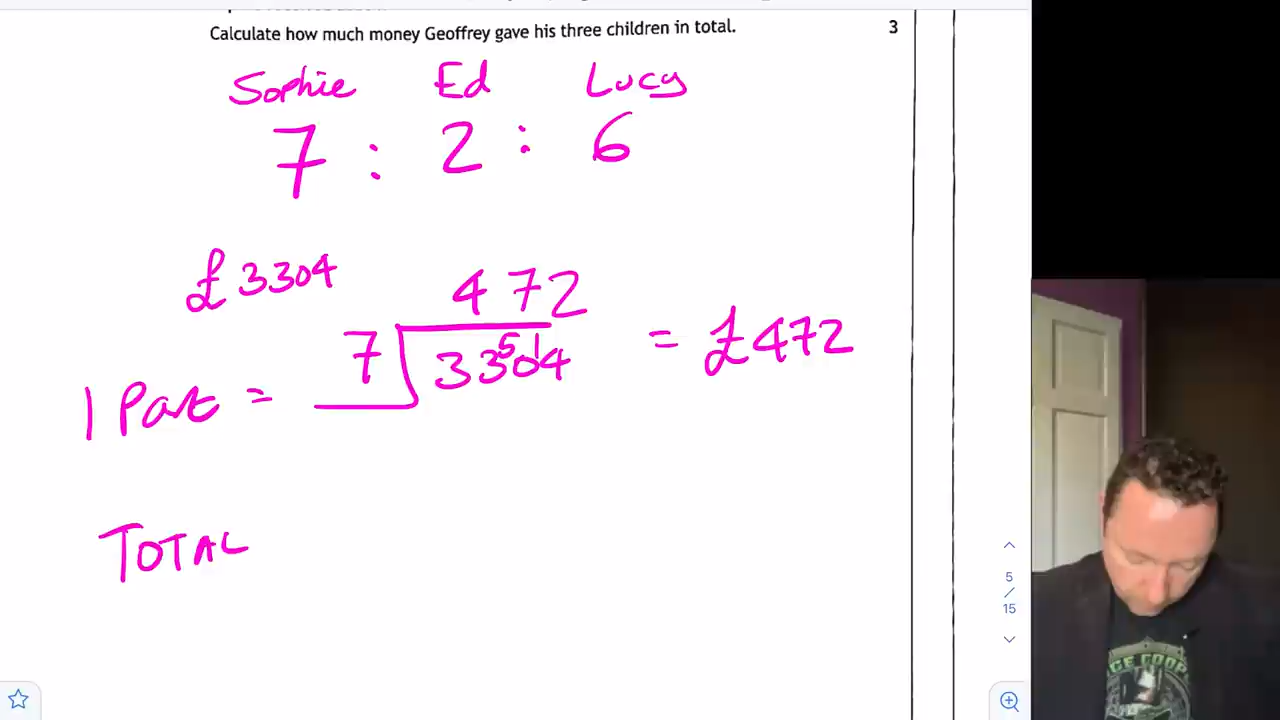 Calculate how much money Geoffrey gave his three children in total.
3
Sophie Ed Lucy
7 : 2 : 6
£3304
472
7 335014 = £472
1 Part =
TOTAL
5
/
15